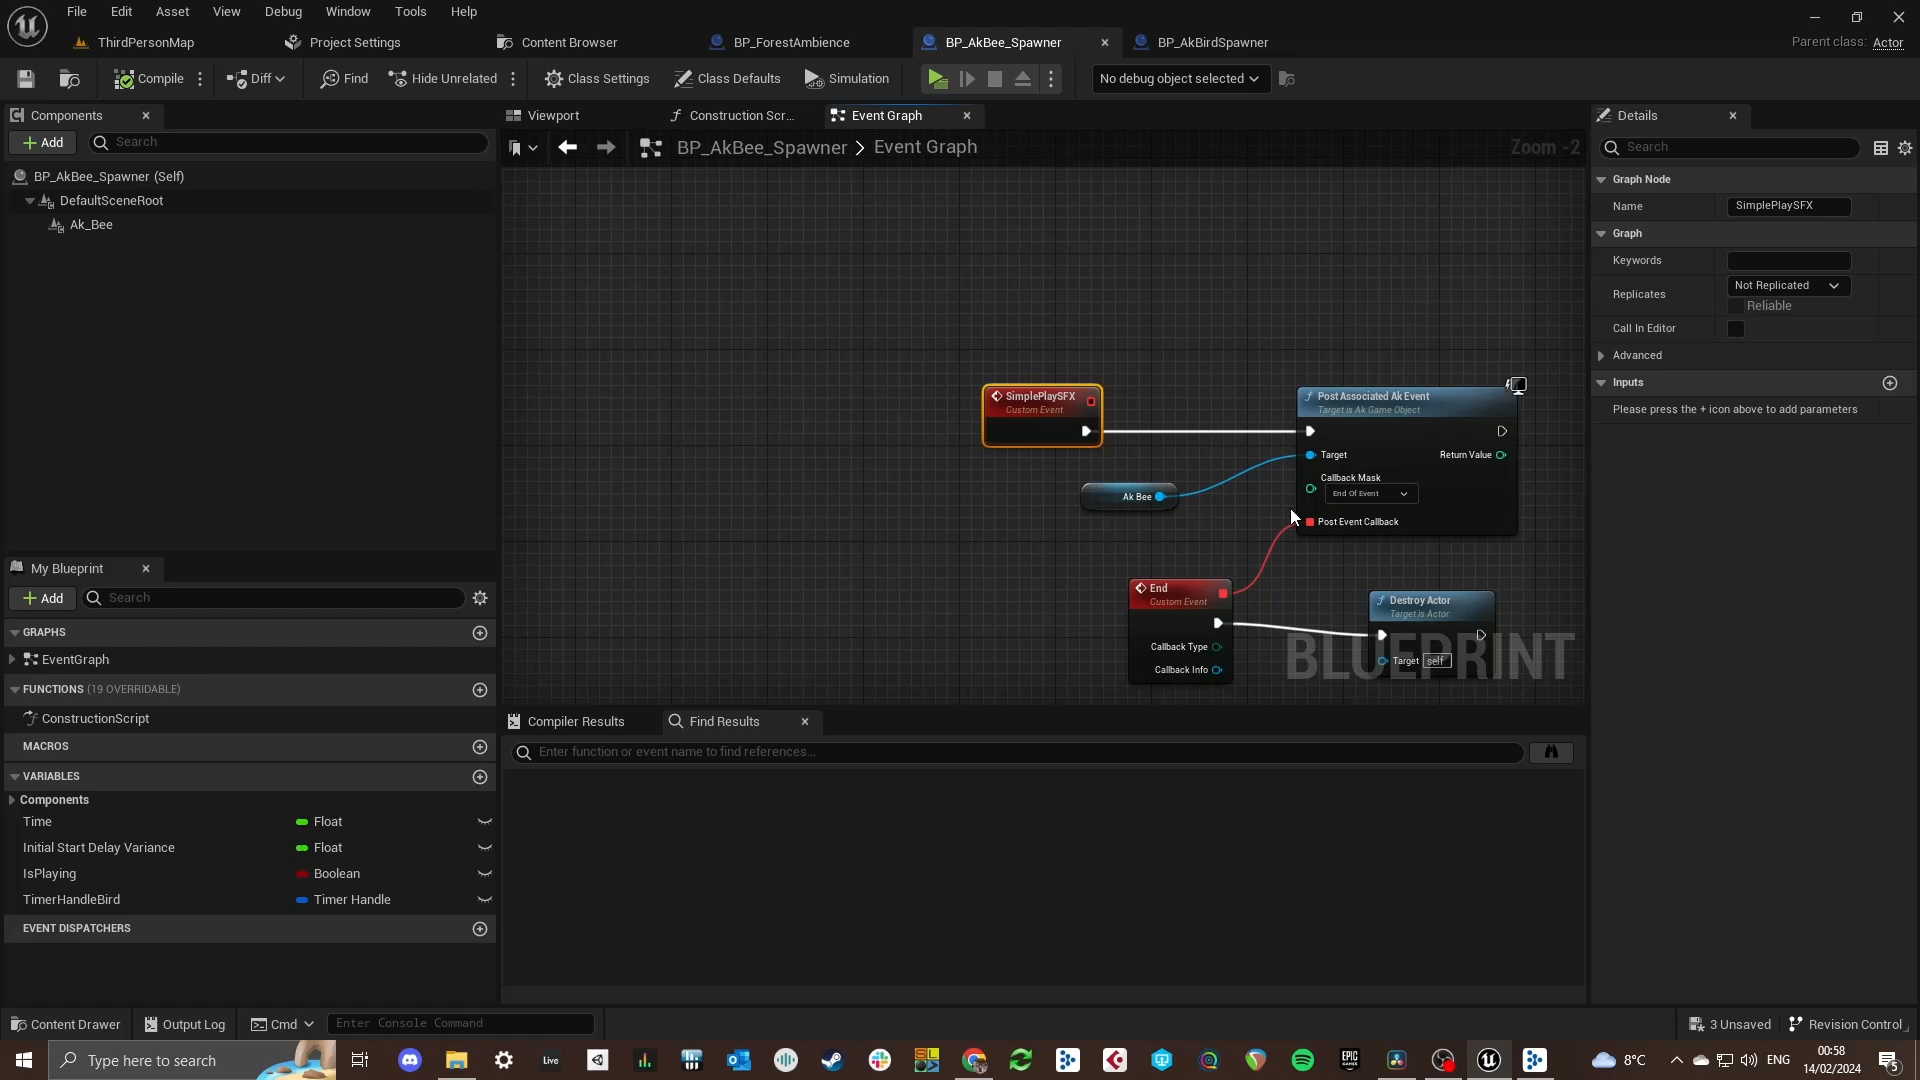 File Edit Asset View Debug Window Tools Help
ThirdPersonMap Project Settings Content Browser BP_ForestAmbience BP_AkBee_Spawner BP_AkBirdSpawner Parent class: Actor
Compile Diff Find Hide Unrelated Class Settings Class Defaults Simulation No debug object selected
Components
Add Search
BP_AkBee_Spawner (Self)
DefaultSceneRoot
Ak_Bee
My Blueprint
Add Search
GRAPHS
EventGraph
FUNCTIONS (19 OVERRIDABLE)
ConstructionScript
MACROS
VARIABLES
Components
Time Float
Initial Start Delay Variance Float
IsPlaying Boolean
TimerHandleBird Timer Handle
EVENT DISPATCHERS
Viewport Construction Scr... Event Graph
BP_AkBee_Spawner > Event Graph Zoom -2
SimplePlaySFX
Custom Event
Ak Bee
Post Associated Ak Event
Target is Ak Game Object
Target Return Value
Callback Mask
End Of Event
Post Event Callback
End
Custom Event
Callback Type
Callback Info
Destroy Actor
Target is Actor
Target self
BLUEPRINT
Compiler Results Find Results
Enter function or event name to find references...
Details
Search
Graph Node
Name SimplePlaySFX
Graph
Keywords
Replicates Not Replicated
Reliable
Call In Editor
Advanced
Inputs
Please press the + icon above to add parameters
Content Drawer Output Log Cmd Enter Console Command 3 Unsaved Revision Control
Type here to search Live SL EPIC GAMES 8°C ENG 00:58
14/02/2024 5